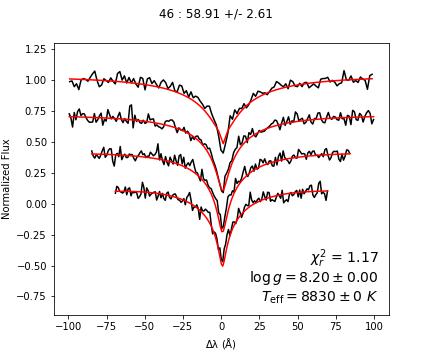 46 : 58.91 +/- 2.61
1.25
1.00
0.75
0.50
0.25
0.00
−0.25
−0.50
−0.75
Normalized Flux
χ²ᵣ = 1.17
log g = 8.20 ± 0.00
Teff = 8830 ± 0 K
−100 −75 −50 −25 0 25 50 75 100
Δλ (Å)